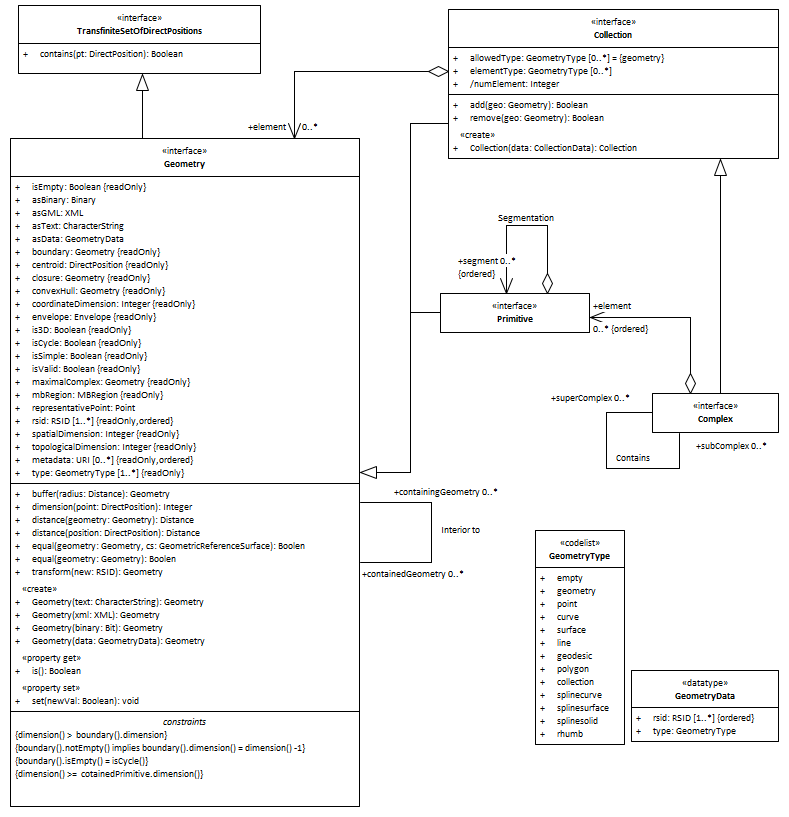 «interface»
TransfiniteSetOfDirectPositions
+ contains(pt: DirectPosition): Boolean
«interface»
Collection
+ allowedType: GeometryType [0..*] = {geometry}
+ elementType: GeometryType [0..*]
+ /numElement: Integer
+ add(geo: Geometry): Boolean
+ remove(geo: Geometry): Boolean
«create»
+ Collection(data: CollectionData): Collection
+element
0..*
«interface»
Geometry
+ isEmpty: Boolean {readOnly}
+ asBinary: Binary
+ asGML: XML
+ asText: CharacterString
+ asData: GeometryData
+ boundary: Geometry {readOnly}
+ centroid: DirectPosition {readOnly}
+ closure: Geometry {readOnly}
+ convexHull: Geometry {readOnly}
+ coordinateDimension: Integer {readOnly}
+ envelope: Envelope {readOnly}
+ is3D: Boolean {readOnly}
+ isCycle: Boolean {readOnly}
+ isSimple: Boolean {readOnly}
+ isValid: Boolean {readOnly}
+ maximalComplex: Geometry {readOnly}
+ mbRegion: MBRegion {readOnly}
+ representativePoint: Point
+ rsid: RSID [1..*] {readOnly,ordered}
+ spatialDimension: Integer {readOnly}
+ topologicalDimension: Integer {readOnly}
+ metadata: URI [0..*] {readOnly,ordered}
+ type: GeometryType [1..*] {readOnly}
+ buffer(radius: Distance): Geometry
+ dimension(point: DirectPosition): Integer
+ distance(geometry: Geometry): Distance
+ distance(position: DirectPosition): Distance
+ equal(geometry: Geometry, cs: GeometricReferenceSurface): Boolen
+ equal(geometry: Geometry): Boolen
+ transform(new: RSID): Geometry
«create»
+ Geometry(text: CharacterString): Geometry
+ Geometry(xml: XML): Geometry
+ Geometry(binary: Bit): Geometry
+ Geometry(data: GeometryData): Geometry
«property get»
+ is(): Boolean
«property set»
+ set(newVal: Boolean): void
constraints
{dimension() > boundary().dimension}
{boundary().notEmpty() implies boundary().dimension() = dimension() -1}
{boundary().isEmpty() = isCycle()}
{dimension() >= cotainedPrimitive.dimension()}
Segmentation
+segment 0..*
{ordered}
«interface»
Primitive
+element
0..* {ordered}
+superComplex 0..*
«interface»
Complex
+subComplex 0..*
Contains
+containingGeometry 0..*
Interior to
+containedGeometry 0..*
«codelist»
GeometryType
+ empty
+ geometry
+ point
+ curve
+ surface
+ line
+ geodesic
+ polygon
+ collection
+ splinecurve
+ splinesurface
+ splinesolid
+ rhumb
«datatype»
GeometryData
+ rsid: RSID [1..*] {ordered}
+ type: GeometryType